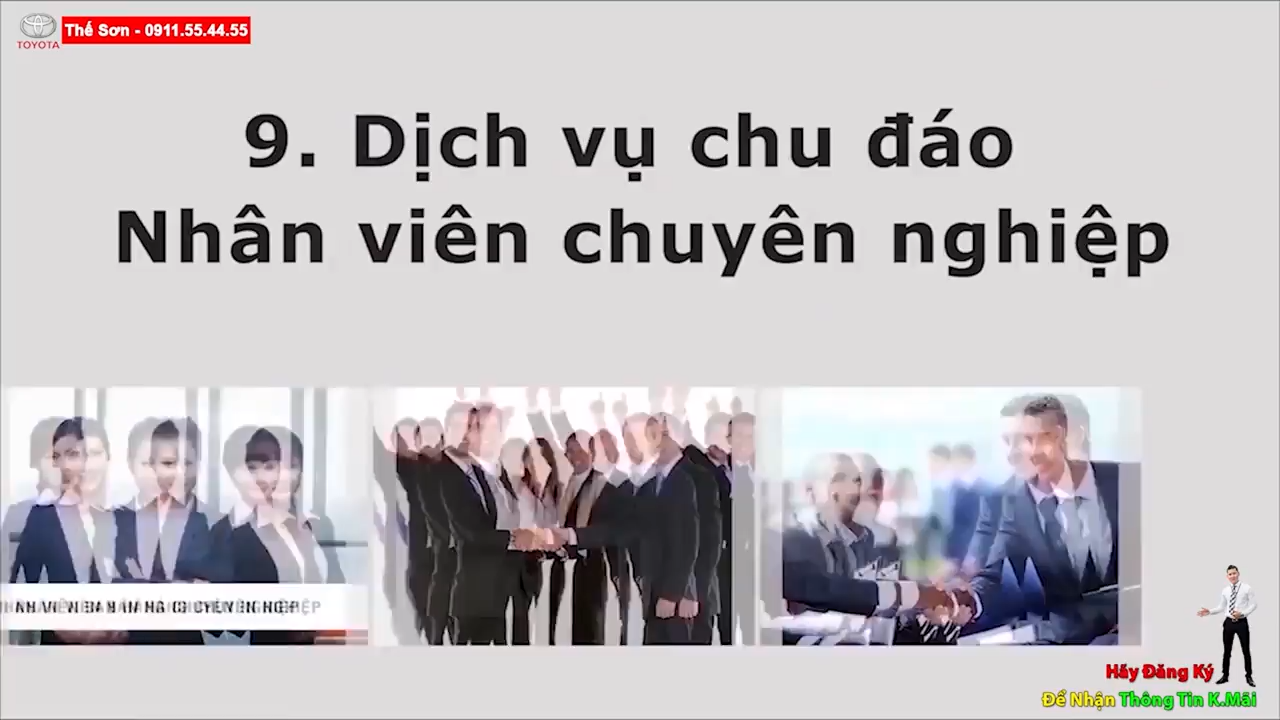 TOYOTA
Thế Sơn - 0911.55.44.55
9. Dịch vụ chu đáo
Nhân viên chuyên nghiệp
Hãy Đăng Ký
Để Nhận Thông Tin K.Mãi